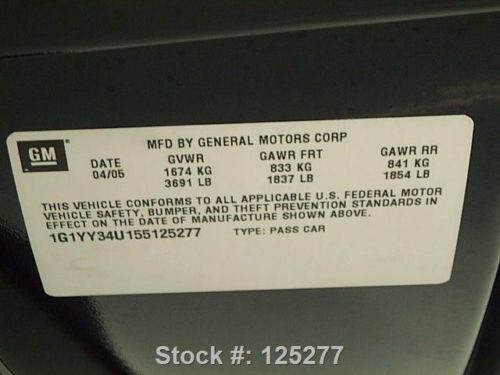 GM
MFD BY GENERAL MOTORS CORP
DATE GVWR GAWR FRT GAWR RR
04/05 1674 KG 833 KG 841 KG
3691 LB 1837 LB 1854 LB
THIS VEHICLE CONFORMS TO ALL APPLICABLE U.S. FEDERAL MOTOR
VEHICLE SAFETY, BUMPER, AND THEFT PREVENTION STANDARDS IN
EFFECT ON THE DATE OF MANUFACTURE SHOWN ABOVE.
1G1YY34U155125277 TYPE: PASS CAR
Stock #: 125277